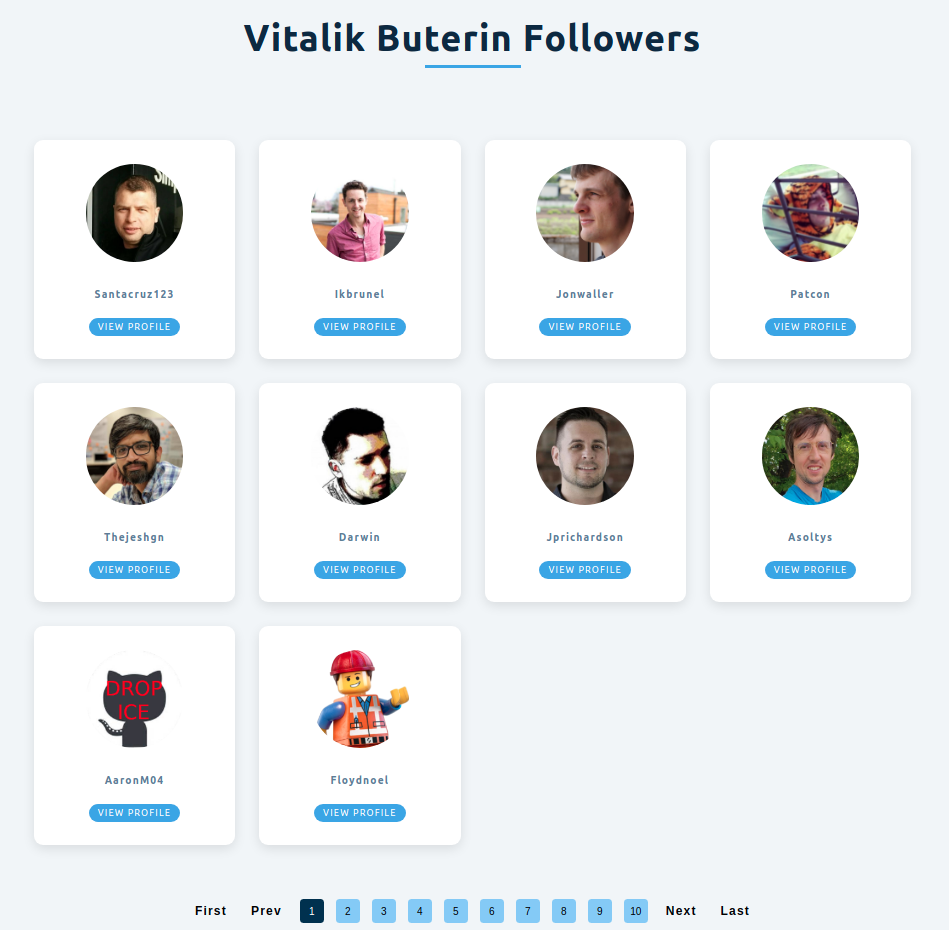 Vitalik Buterin Followers
Santacruz123
Ikbrunel
Jonwaller
Patcon
VIEW PROFILE
VIEW PROFILE
VIEW PROFILE
VIEW PROFILE
Thejeshgn
Darwin
Jprichardson
Asoltys
VIEW PROFILE
VIEW PROFILE
VIEW PROFILE
VIEW PROFILE
DROP
ICE
AaronM04
Floydnoel
VIEW PROFILE
VIEW PROFILE
First Prev 1 2 3 4 5 6 7 8 9 10 Next Last